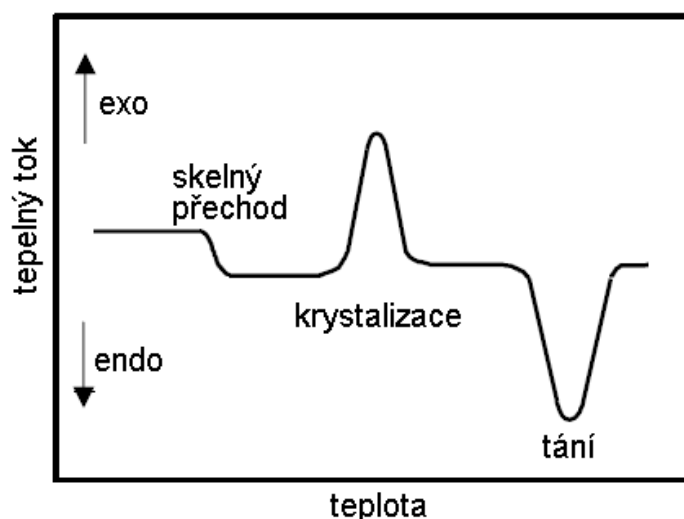 exo
skelný
přechod
tepelný tok
krystalizace
endo
tání
teplota